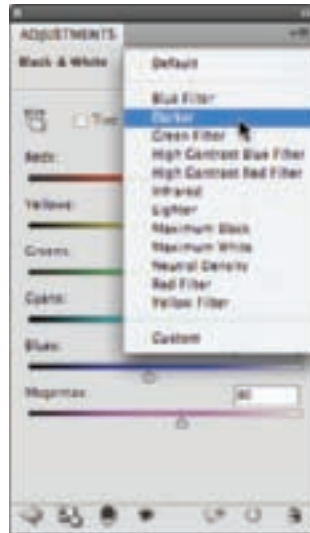 ADJUSTMENTS
Black & White
Default
Blue Filter
Darker
Green Filter
High Contrast Blue Filter
High Contrast Red Filter
Infrared
Lighter
Maximum Black
Maximum White
Neutral Density
Red Filter
Yellow Filter
Custom
Tint
Reds:
Yellows:
Greens:
Cyans:
Blues:
Magentas:
80